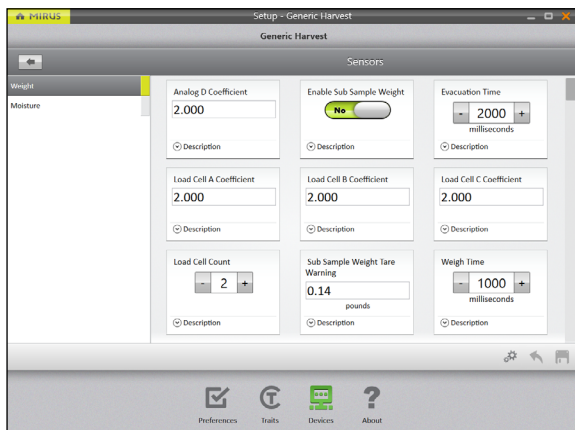 MIRUS
Setup - Generic Harvest
Generic Harvest
Sensors
Weight
Moisture
Analog D Coefficient
2.000
Description
Enable Sub Sample Weight
No
Description
Evacuation Time
- 2000 +
milliseconds
Description
Load Cell A Coefficient
2.000
Description
Load Cell B Coefficient
2.000
Description
Load Cell C Coefficient
2.000
Description
Load Cell Count
- 2 +
Description
Sub Sample Weight Tare
Warning
0.14
pounds
Description
Weigh Time
- 1000 +
milliseconds
Description
Preferences
Traits
Devices
About